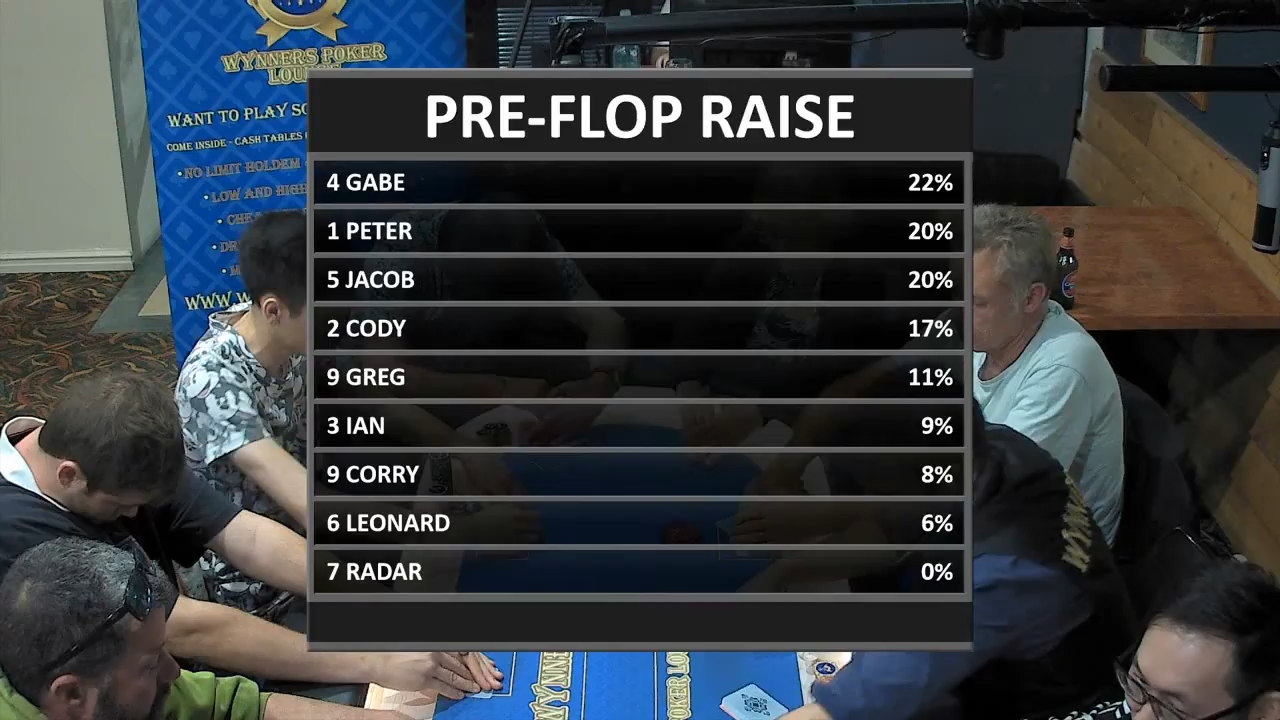 WYNNERS POKER
WANT TO PLAY
COME INSIDE - CASH TABLES
• NO LIMIT HOLDEM
• LOW AND HIGH
WWW.W
PRE-FLOP RAISE
4 GABE 22%
1 PETER 20%
5 JACOB 20%
2 CODY 17%
9 GREG 11%
3 IAN 9%
9 CORRY 8%
6 LEONARD 6%
7 RADAR 0%